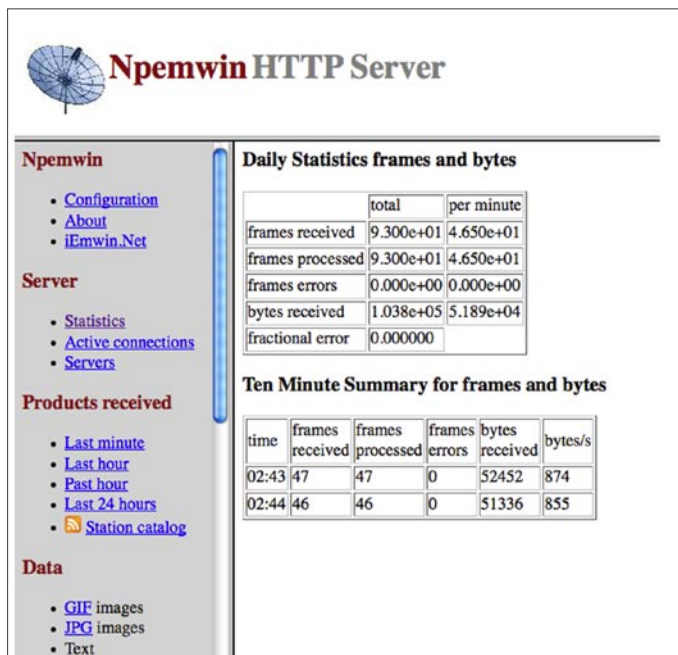 Npemwin HTTP Server
Npemwin
Configuration
About
iEmwin.Net
Server
Statistics
Active connections
Servers
Products received
Last minute
Last hour
Past hour
Last 24 hours
Station catalog
Data
GIF images
JPG images
Text
Daily Statistics frames and bytes
total per minute
frames received 9.300e+01 4.650e+01
frames processed 9.300e+01 4.650e+01
frames errors 0.000e+00 0.000e+00
bytes received 1.038e+05 5.189e+04
fractional error 0.000000
Ten Minute Summary for frames and bytes
time frames received frames processed frames errors bytes received bytes/s
02:43 47 47 0 52452 874
02:44 46 46 0 51336 855